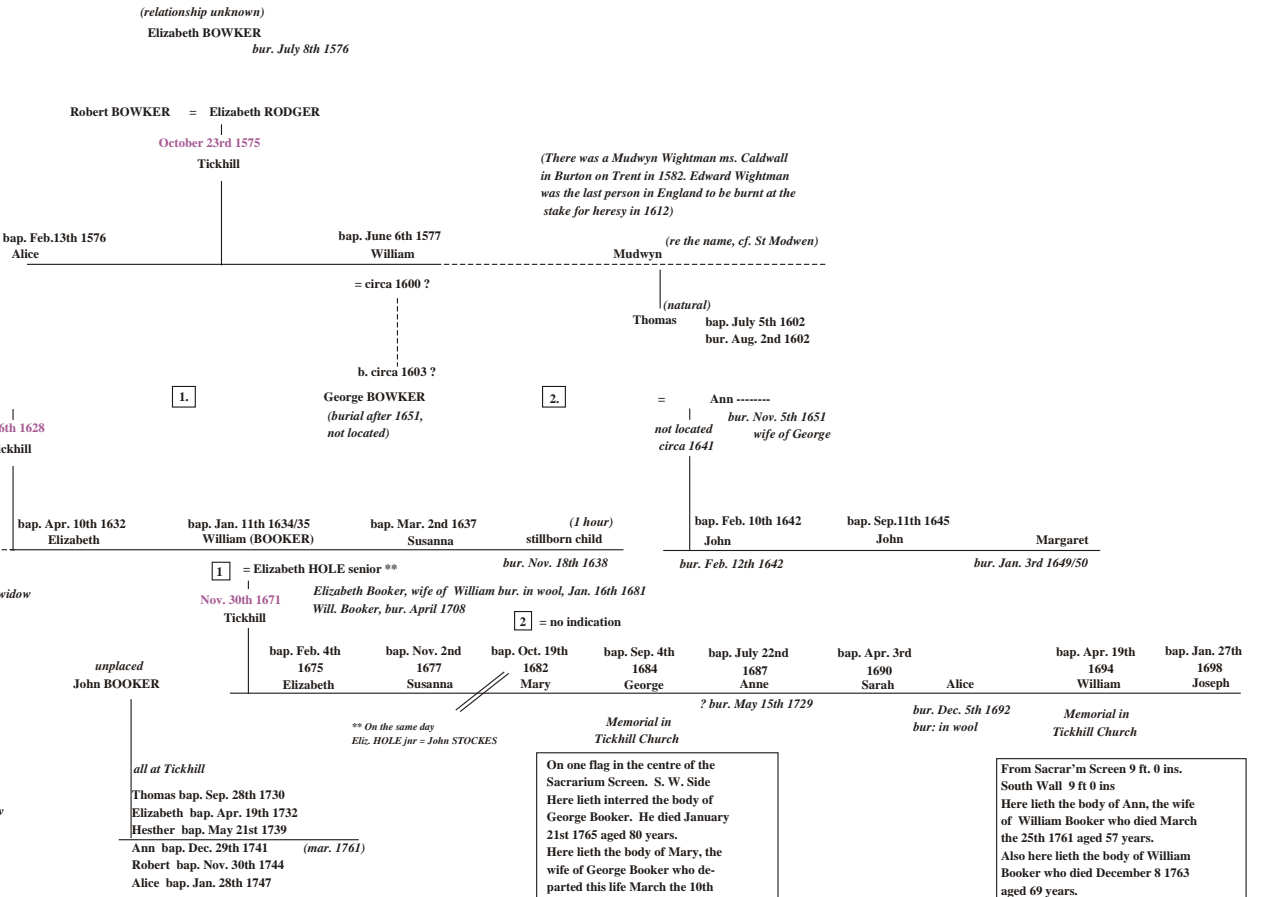 (relationship unknown)
Elizabeth BOWKER
bur. July 8th 1576
Robert BOWKER = Elizabeth RODGER
October 23rd 1575
Tickhill
(There was a Mudwyn Wightman ms. Caldwall
in Burton on Trent in 1582. Edward Wightman
was the last person in England to be burnt at the
stake for heresy in 1612)
bap. Feb.13th 1576
Alice
bap. June 6th 1577
William
(re the name, cf. St Modwen)
Mudwyn
= circa 1600 ?
(natural)
Thomas
bap. July 5th 1602
bur. Aug. 2nd 1602
b. circa 1603 ?
1.
George BOWKER
(burial after 1651,
not located)
2.
= Ann --------
bur. Nov. 5th 1651
wife of George
not located
circa 1641
6th 1628
ickhill
bap. Apr. 10th 1632
Elizabeth
bap. Jan. 11th 1634/35
William (BOOKER)
bap. Mar. 2nd 1637
Susanna
(1 hour)
stillborn child
bur. Nov. 18th 1638
bap. Feb. 10th 1642
John
bur. Feb. 12th 1642
bap. Sep.11th 1645
John
Margaret
bur. Jan. 3rd 1649/50
1 = Elizabeth HOLE senior **
widow
Nov. 30th 1671
Tickhill
Elizabeth Booker, wife of William bur. in wool, Jan. 16th 1681
Will. Booker, bur. April 1708
2 = no indication
bap. Feb. 4th
1675
Elizabeth
bap. Nov. 2nd
1677
Susanna
bap. Oct. 19th
1682
Mary
bap. Sep. 4th
1684
George
bap. July 22nd
1687
Anne
bap. Apr. 3rd
1690
Sarah
Alice
bap. Apr. 19th
1694
William
bap. Jan. 27th
1698
Joseph
unplaced
John BOOKER
? bur. May 15th 1729
bur. Dec. 5th 1692
bur: in wool
** On the same day
Eliz. HOLE jnr = John STOCKES
Memorial in
Tickhill Church
Memorial in
Tickhill Church
all at Tickhill
Thomas bap. Sep. 28th 1730
Elizabeth bap. Apr. 19th 1732
Hesther bap. May 21st 1739
Ann bap. Dec. 29th 1741 (mar. 1761)
Robert bap. Nov. 30th 1744
Alice bap. Jan. 28th 1747
On one flag in the centre of the
Sacrarium Screen. S. W. Side
Here lieth interred the body of
George Booker. He died January
21st 1765 aged 80 years.
Here lieth the body of Mary, the
wife of George Booker who de-
parted this life March the 10th
From Sacrar'm Screen 9 ft. 0 ins.
South Wall 9 ft 0 ins
Here lieth the body of Ann, the wife
of William Booker who died March
the 25th 1761 aged 57 years.
Also here lieth the body of William
Booker who died December 8 1763
aged 69 years.